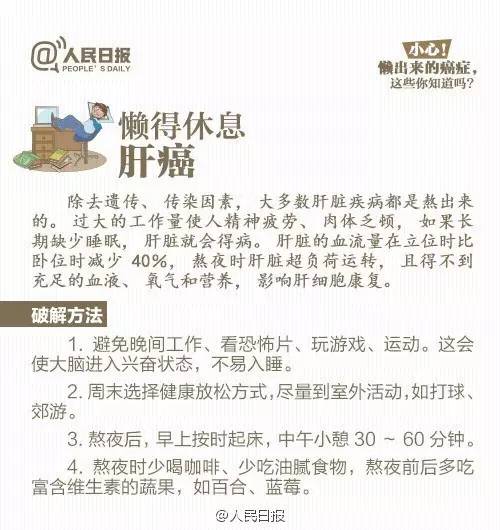 @人民日报
PEOPLE'S DAILY
小心!
懒出来的癌症,
这些你知道吗?
懒得休息
肝癌
除去遗传、传染因素,大多数肝脏疾病都是熬出来
的。过大的工作量使人精神疲劳、肉体乏顿,如果长
期缺少睡眠,肝脏就会得病。肝脏的血流量在立位时比
卧位时减少 40%,熬夜时肝脏超负荷运转,且得不到
充足的血液、氧气和营养,影响肝细胞康复。
破解方法
1. 避免晚间工作、看恐怖片、玩游戏、运动。这会
使大脑进入兴奋状态,不易入睡。
2. 周末选择健康放松方式,尽量到室外活动,如打球、
郊游。
3. 熬夜后,早上按时起床,中午小憩 30 ~ 60 分钟。
4. 熬夜时少喝咖啡、少吃油腻食物,熬夜前后多吃
富含维生素的蔬果,如百合、蓝莓。
@人民日报